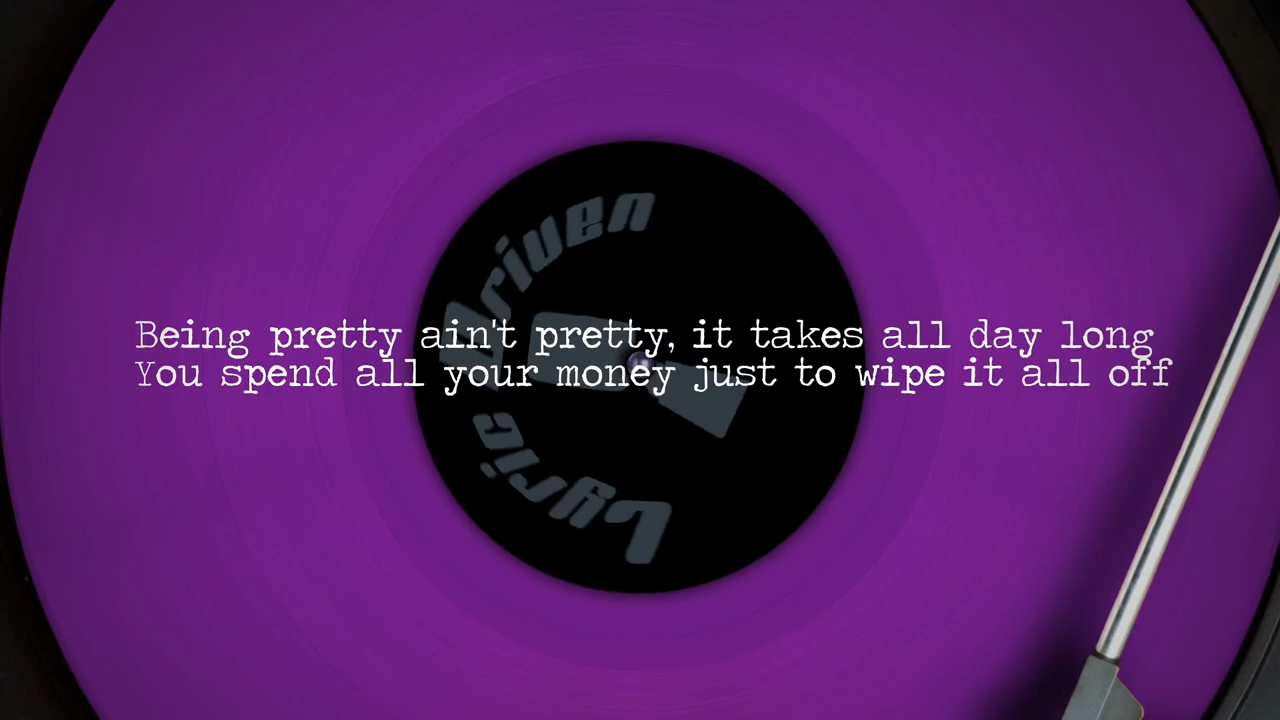 Being pretty ain't pretty, it takes all day long
You spend all your money just to wipe it all off
Lyric Driven